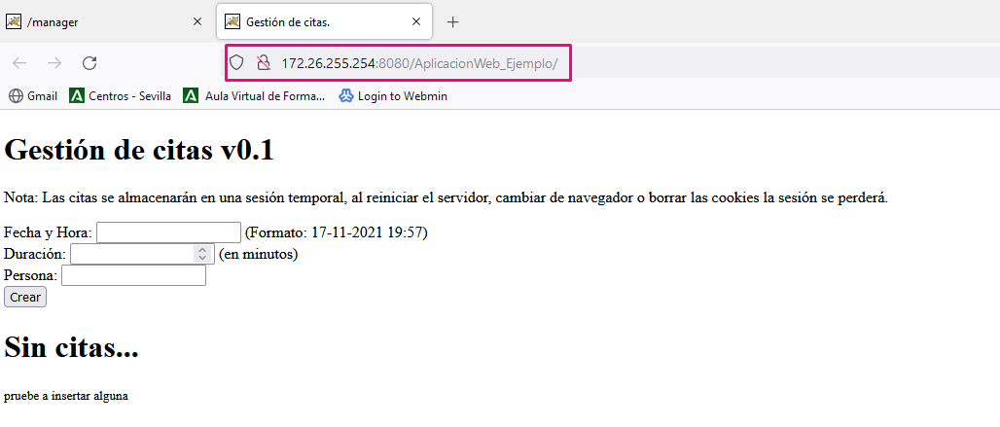 /manager
Gestión de citas.
172.26.255.254:8080/AplicacionWeb_Ejemplo/
Gmail Centros - Sevilla Aula Virtual de Forma... Login to Webmin
Gestión de citas v0.1
Nota: Las citas se almacenarán en una sesión temporal, al reiniciar el servidor, cambiar de navegador o borrar las cookies la sesión se perderá.
Fecha y Hora: (Formato: 17-11-2021 19:57)
Duración: (en minutos)
Persona:
Crear
Sin citas...
pruebe a insertar alguna